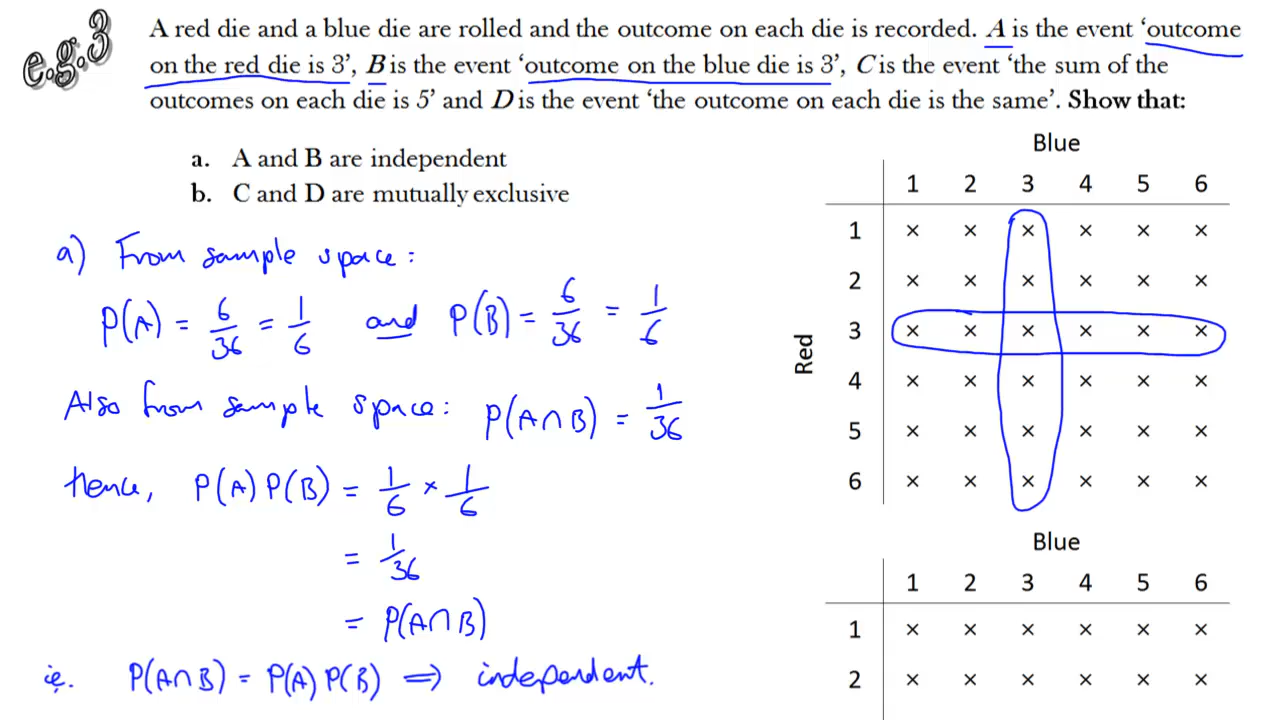 e.g.3
A red die and a blue die are rolled and the outcome on each die is recorded. A is the event ‘outcome
on the red die is 3’, B is the event ‘outcome on the blue die is 3’, C is the event ‘the sum of the
outcomes on each die is 5’ and D is the event ‘the outcome on each die is the same’. Show that:
a. A and B are independent
b. C and D are mutually exclusive
a) From sample space:
P(A) = 6/36 = 1/6 and P(B) = 6/36 = 1/6
Also from sample space: P(A∩B) = 1/36
Hence, P(A)P(B) = 1/6 × 1/6
= 1/36
= P(A∩B)
i.e. P(A∩B) = P(A)P(B) ⇒ independent.
Blue
1 2 3 4 5 6
Red
1 × × × × × ×
2 × × × × × ×
3 × × × × × ×
4 × × × × × ×
5 × × × × × ×
6 × × × × × ×
Blue
1 2 3 4 5 6
1 × × × × × ×
2 × × × × × ×